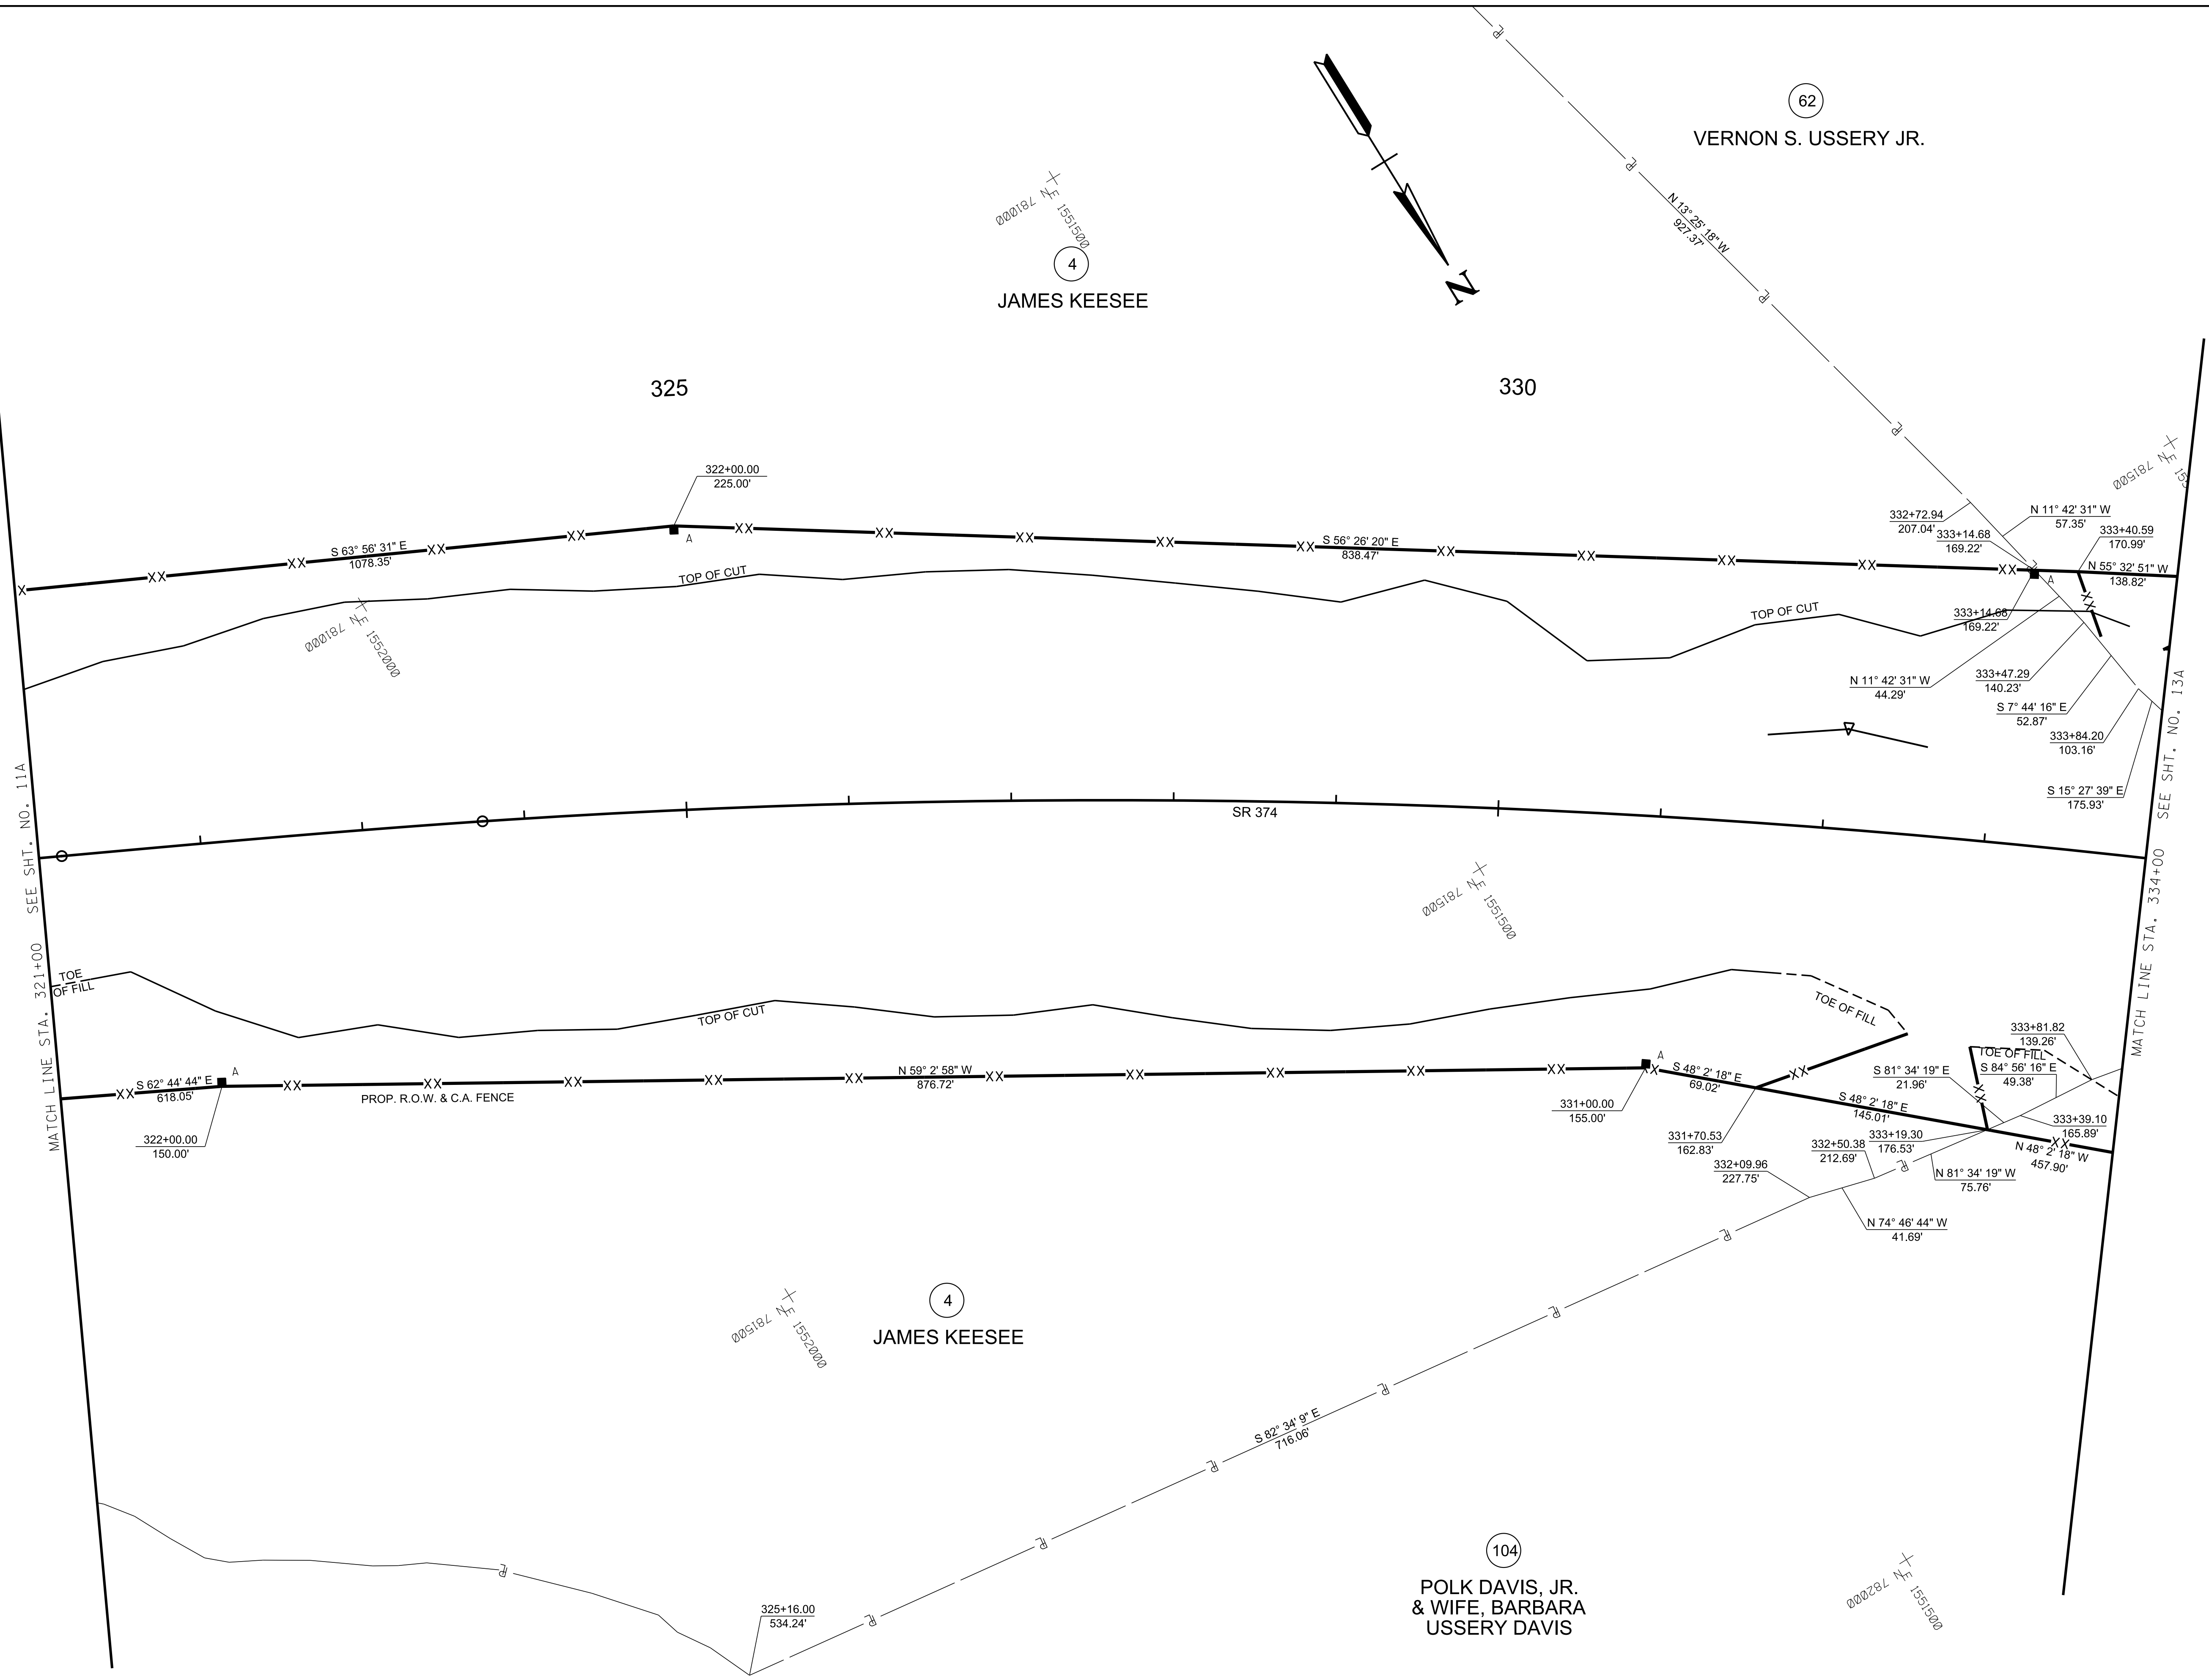 62
VERNON S. USSERY JR.
N 13° 25' 18" W
927.37'
N 781000
E 1551500
4
JAMES KEESEE
N
325
330
322+00.00
225.00'
A
S 63° 56' 31" E
1078.35'
TOP OF CUT
S 56° 26' 20" E
838.47'
N 781500
332+72.94
207.04'
N 11° 42' 31" W
57.35'
333+14.68
169.22'
333+40.59
170.99'
N 55° 32' 51" W
138.82'
A
333+14.68
169.22'
TOP OF CUT
N 781000
E 1552000
N 11° 42' 31" W
44.29'
333+47.29
140.23'
S 7° 44' 16" E
52.87'
333+84.20
103.16'
S 15° 27' 39" E
175.93'
SR 374
MATCH LINE STA. 321+00 SEE SHT. NO. 11A
MATCH LINE STA. 334+00 SEE SHT. NO. 13A
N 781500
E 1551500
TOE
OF FILL
TOP OF CUT
TOE OF FILL
S 62° 44' 44" E
618.05'
A
322+00.00
150.00'
PROP. R.O.W. & C.A. FENCE
N 59° 2' 58" W
876.72'
A
331+00.00
155.00'
S 48° 2' 18" E
69.02'
331+70.53
162.83'
S 48° 2' 18" E
145.01'
333+81.82
139.26'
TOE OF FILL
S 81° 34' 19" E
21.96'
S 84° 56' 16" E
49.38'
333+39.10
165.89'
333+19.30
176.53'
332+50.38
212.69'
332+09.96
227.75'
N 48° 2' 18" W
457.90'
N 81° 34' 19" W
75.76'
N 74° 46' 44" W
41.69'
4
JAMES KEESEE
N 781500
E 1552000
S 82° 34' 9" E
716.06'
325+16.00
534.24'
104
POLK DAVIS, JR.
& WIFE, BARBARA
USSERY DAVIS
N 782000
E 1551500